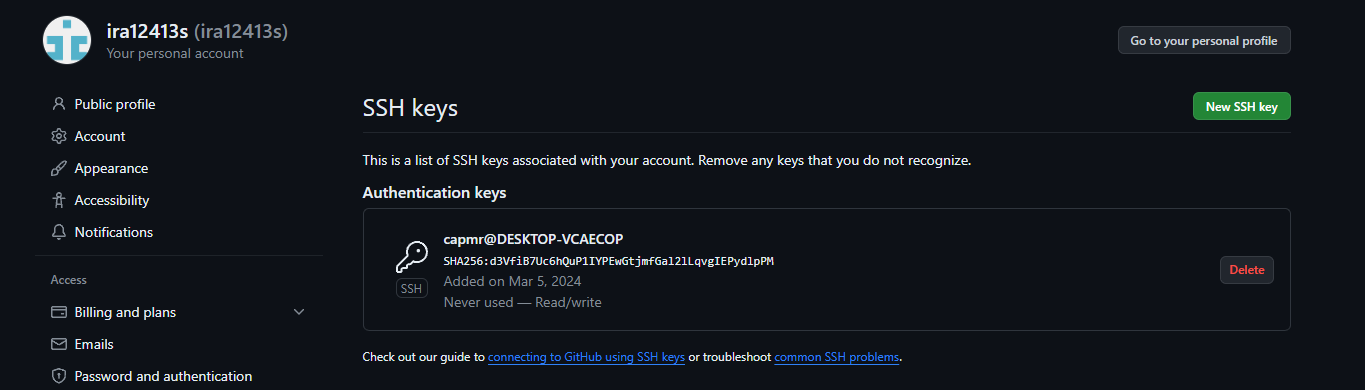 ira12413s (ira12413s)
Your personal account
Go to your personal profile
Public profile
Account
Appearance
Accessibility
Notifications
Access
Billing and plans
Emails
Password and authentication
SSH keys
New SSH key
This is a list of SSH keys associated with your account. Remove any keys that you do not recognize.
Authentication keys
SSH
capmr@DESKTOP-VCAECOP
SHA256:d3VfiB7Uc6hQuP1IYPEwGtjmfGal2lLqvgIEPydlpPM
Added on Mar 5, 2024
Never used — Read/write
Delete
Check out our guide to connecting to GitHub using SSH keys or troubleshoot common SSH problems.